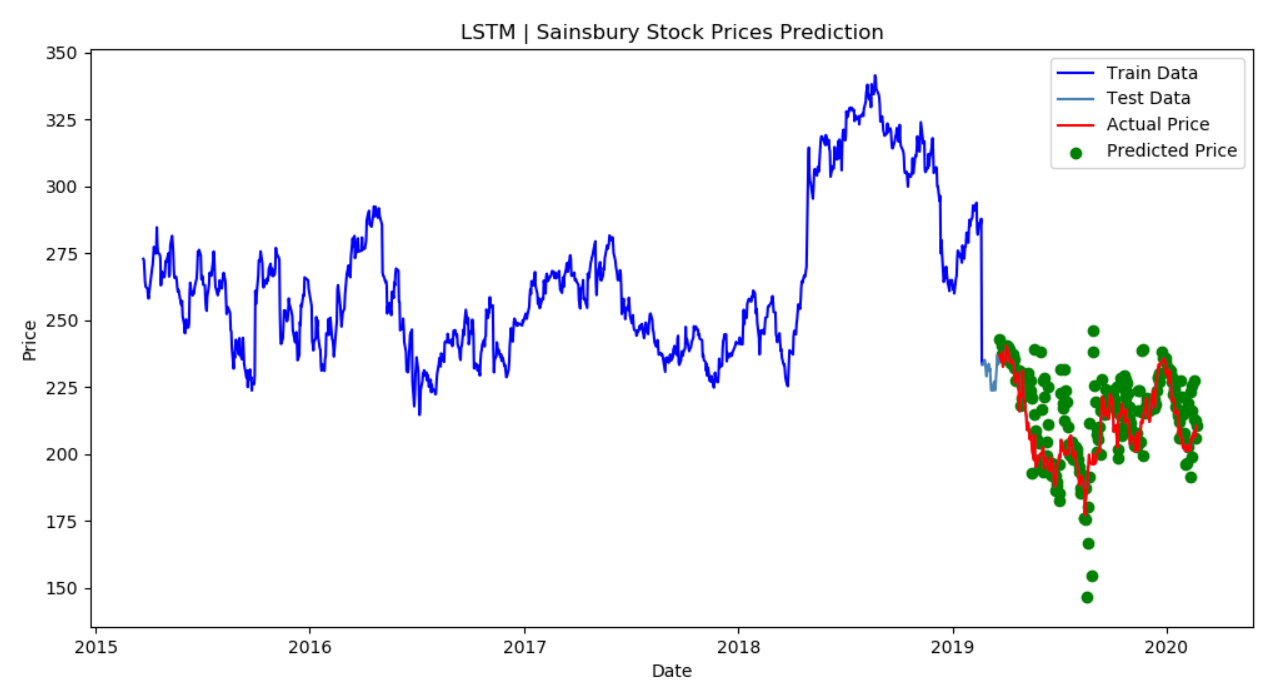 LSTM | Sainsbury Stock Prices Prediction
350
325
300
275
250
225
200
175
150
Price
Train Data
Test Data
Actual Price
Predicted Price
2015 2016 2017 2018 2019 2020
Date